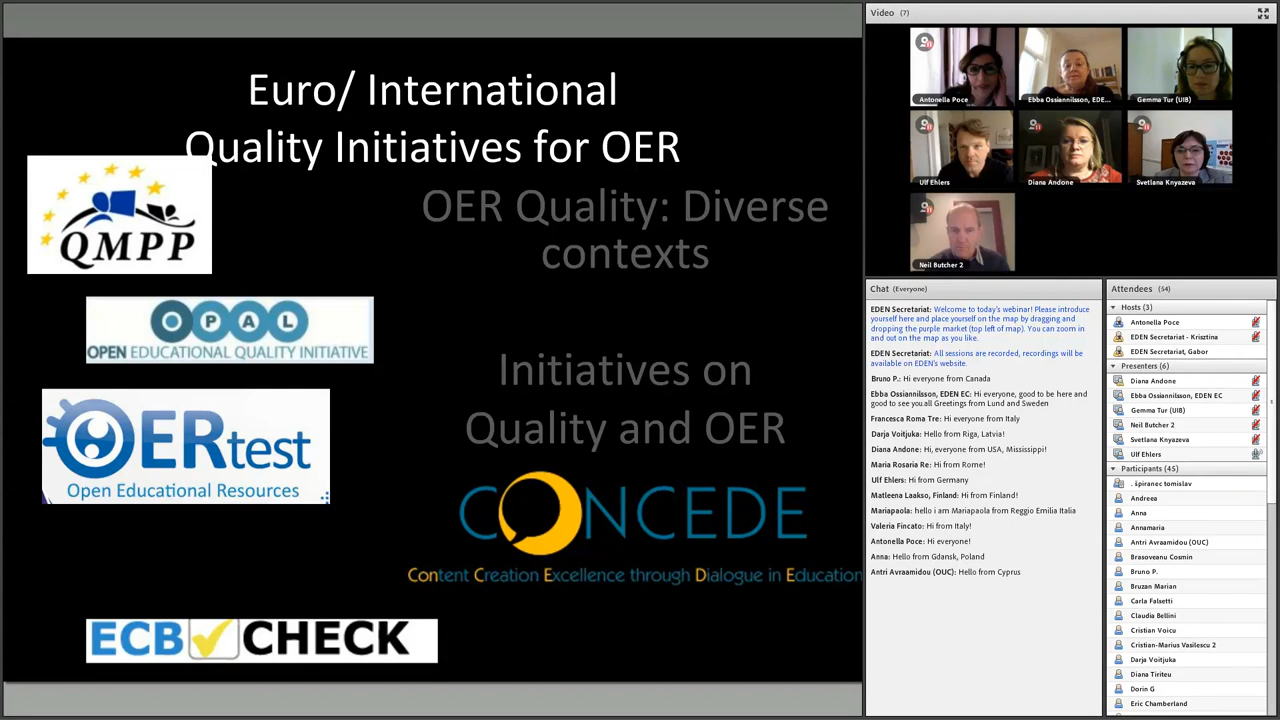 Euro/ International
Quality Initiatives for OER
QMPP
OER Quality: Diverse
contexts
OPAL
OPEN EDUCATIONAL QUALITY INITIATIVE
Initiatives on
Quality and OER
OERtest
Open Educational Resources
CONCEDE
Content Creation Excellence through Dialogue in Education
ECB CHECK
Video (7)
Antonella Poce
Ebba Ossiannilsson, EDE...
Gemma Tur (UIB)
Ulf Ehlers
Diana Andone
Svetlana Knyazeva
Neil Butcher 2
Chat (Everyone)
EDEN Secretariat: Welcome to today's webinar! Please introduce
yourself here and place yourself on the map by dragging and
dropping the purple market (top left of map). You can zoom in
and out on the map as you like.
EDEN Secretariat: All sessions are recorded, recordings will be
available on EDEN's website.
Bruno P.: Hi everyone from Canada
Ebba Ossiannilsson, EDEN EC: Hi everyone, good to be here and
good to see you.all Greetings from Lund and Sweden
Francesca Roma Tre: Hi everyone from Italy
Darja Voitjuka: Hello from Riga, Latvia!
Diana Andone: Hi, everyone from USA, Mississippi!
Maria Rosaria Re: Hi from Rome!
Ulf Ehlers: Hi from Germany
Matleena Laakso, Finland: Hi from Finland!
Mariapaola: hello i am Mariapaola from Reggio Emilia Italia
Valeria Fincato: Hi from Italy!
Antonella Poce: Hi everyone!
Anna: Hello from Gdansk, Poland
Antri Avraamidou (OUC): Hello from Cyprus
Attendees (54)
Hosts (3)
Antonella Poce
EDEN Secretariat - Krisztina
EDEN Secretariat, Gabor
Presenters (6)
Diana Andone
Ebba Ossiannilsson, EDEN EC
Gemma Tur (UIB)
Neil Butcher 2
Svetlana Knyazeva
Ulf Ehlers
Participants (45)
. špiranec tomislav
Andreea
Anna
Annamaria
Antri Avraamidou (OUC)
Brasoveanu Cosmin
Bruno P.
Bruzan Marian
Carla Falsetti
Claudia Bellini
Cristian Voicu
Cristian-Marius Vasilescu 2
Darja Voitjuka
Diana Tiriteu
Dorin G
Eric Chamberland